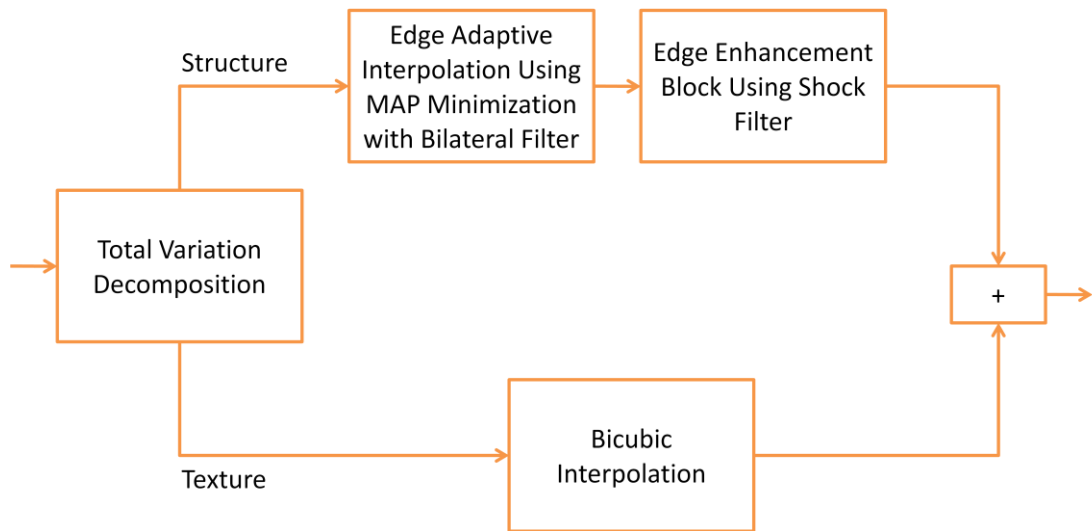 Structure
Edge Adaptive
Interpolation Using
MAP Minimization
with Bilateral Filter
Edge Enhancement
Block Using Shock
Filter
Total Variation
Decomposition
+
Texture
Bicubic
Interpolation